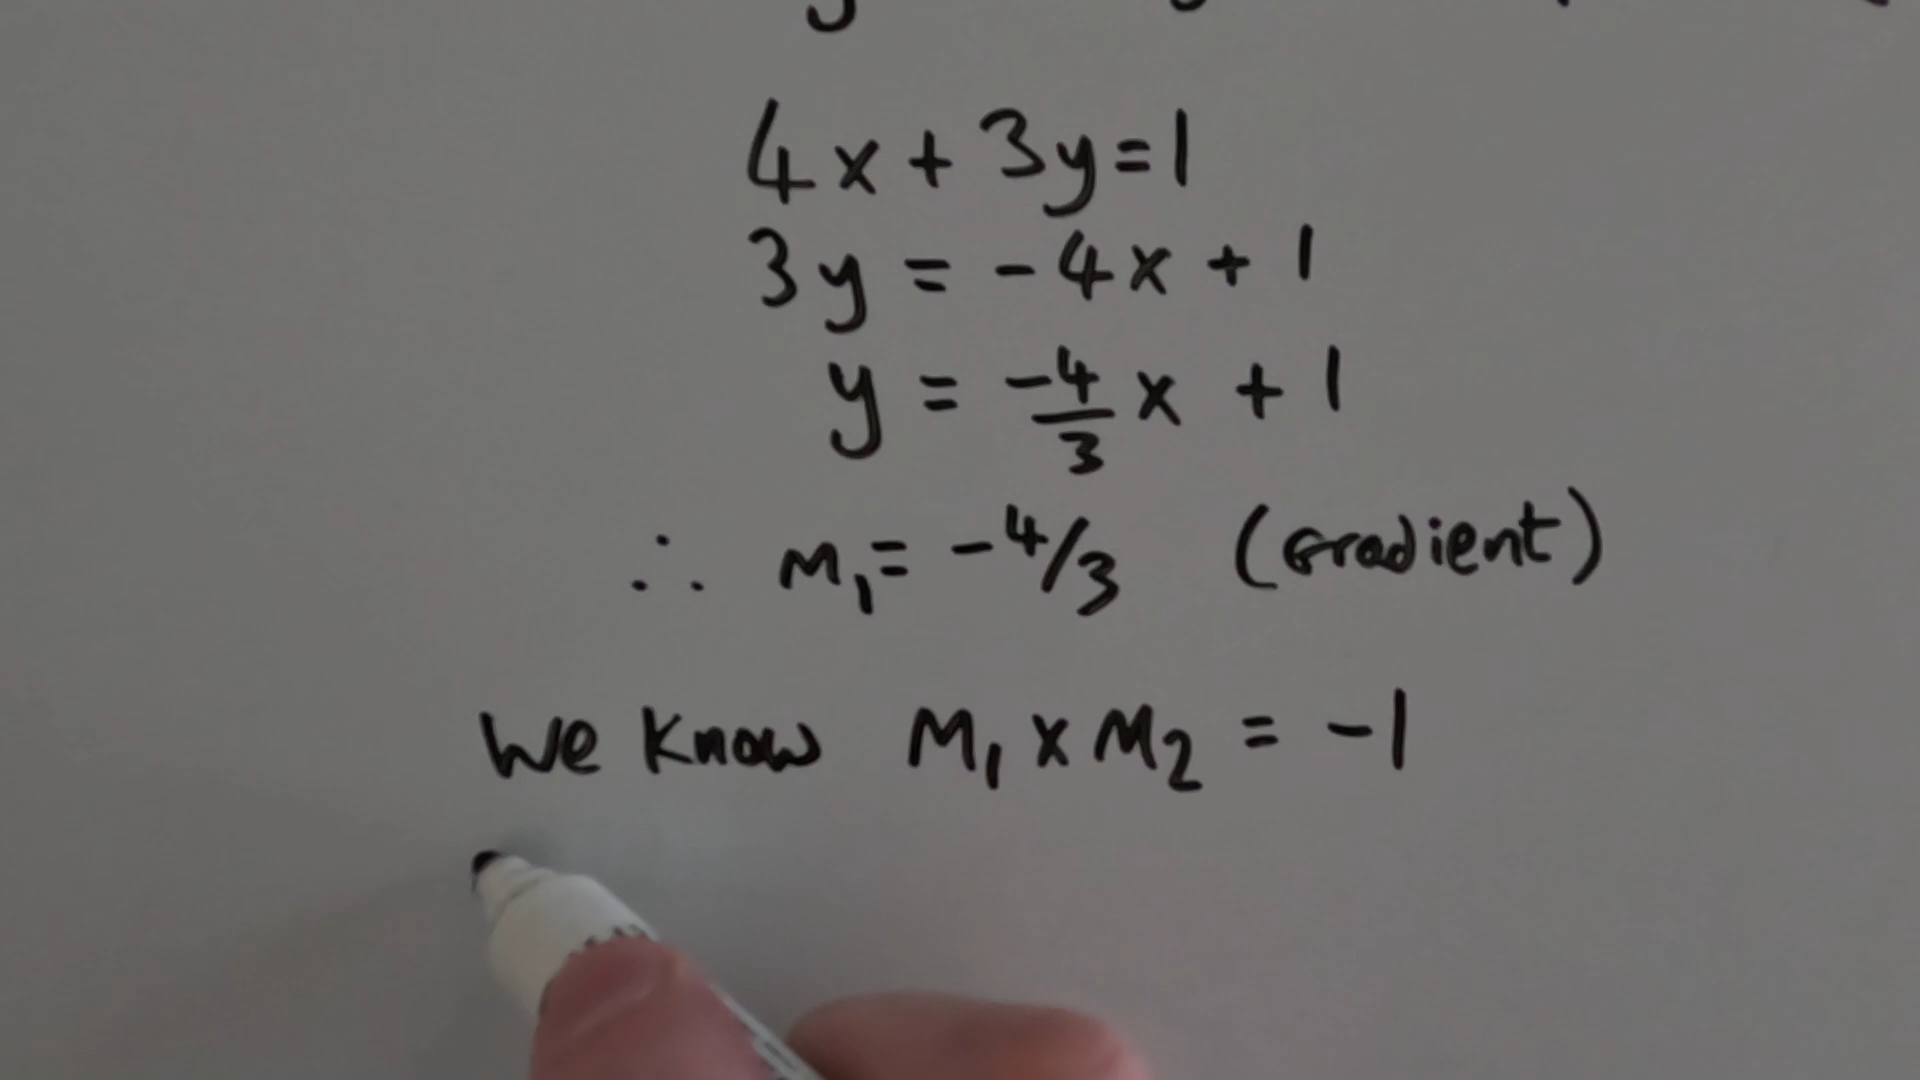 4x + 3y = 1
3y = - 4x + 1
y = -4/3 x + 1
∴ m₁ = -4/3 (Gradient)
We Know M₁ x M₂ = -1